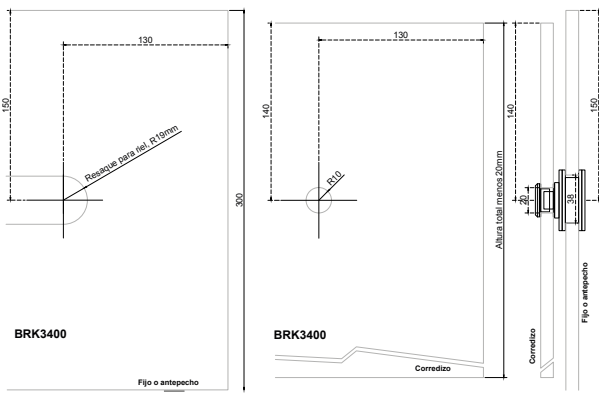 130
150
Resaque para riel, R19mm
300
BRK3400
Fijo o antepecho
130
140
R10
Altura total menos 20mm
BRK3400
Corredizo
140
150
20
38
Fijo o antepecho
Corredizo